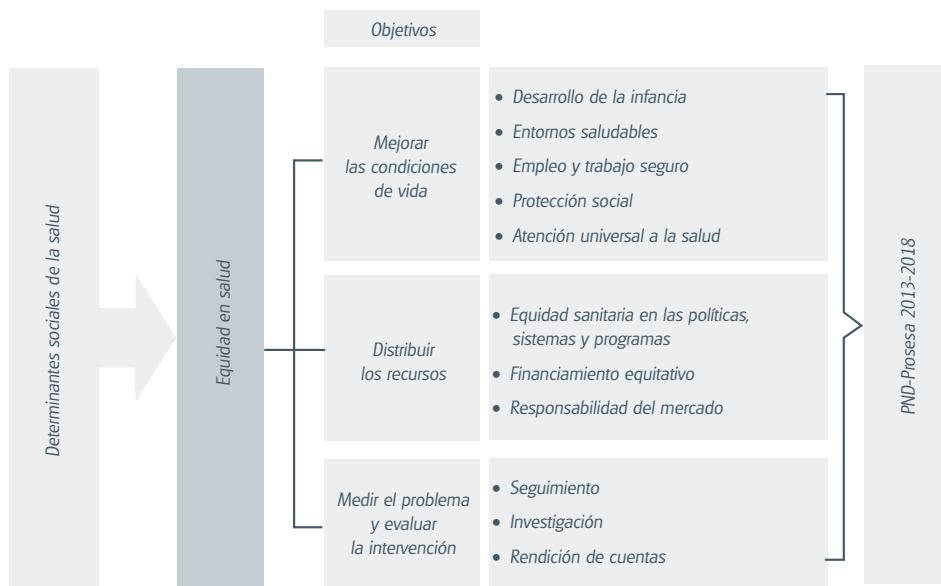 Objetivos
Determinantes sociales de la salud
Equidad en salud
Mejorar
las condiciones
de vida
• Desarrollo de la infancia
• Entornos saludables
• Empleo y trabajo seguro
• Protección social
• Atención universal a la salud
Distribuir
los recursos
• Equidad sanitaria en las políticas,
sistemas y programas
• Financiamiento equitativo
• Responsabilidad del mercado
Medir el problema
y evaluar
la intervención
• Seguimiento
• Investigación
• Rendición de cuentas
PND-Prosesa 2013-2018